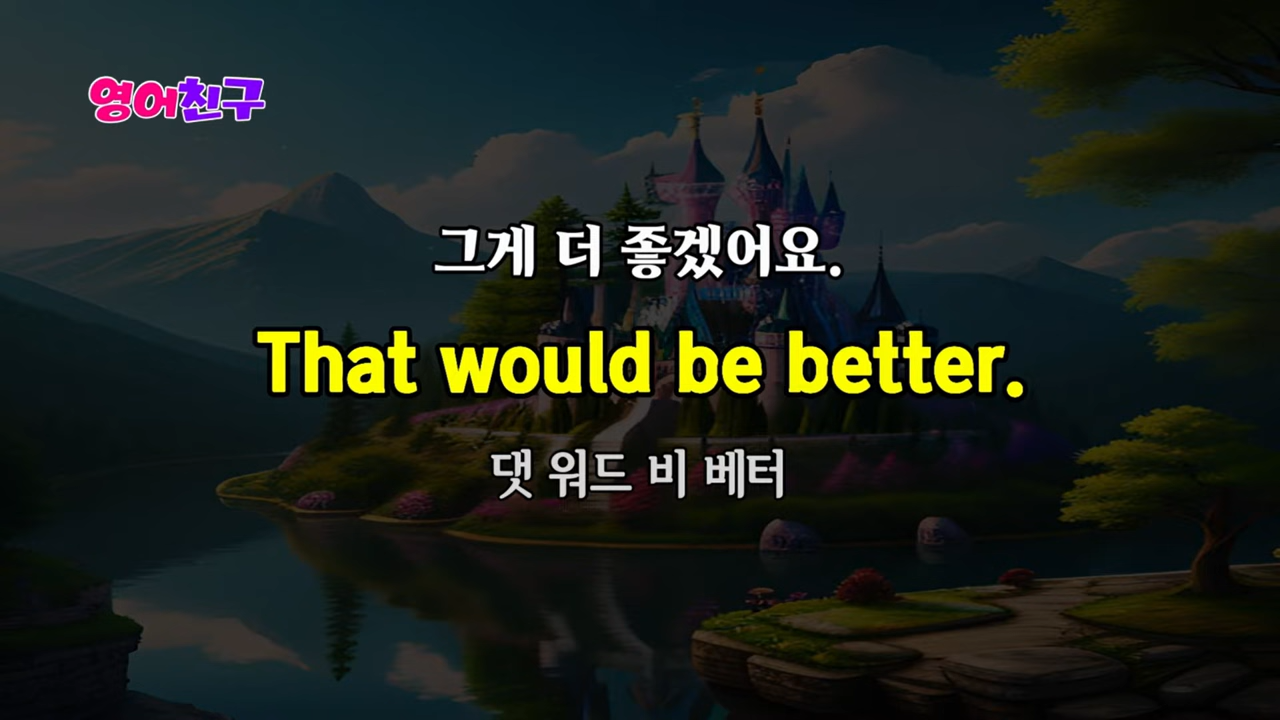 영어친구
그게 더 좋겠어요.
That would be better.
댓 워드 비 베터